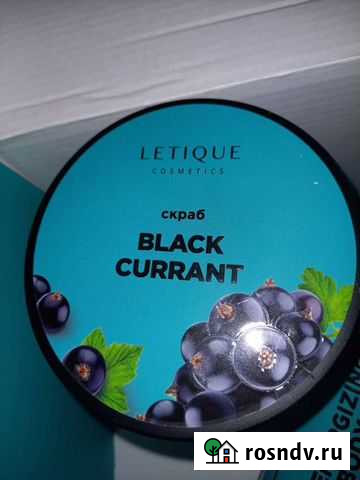 LETIQUE
COSMETICS
скраб
BLACK
CURRANT
rosndv.ru